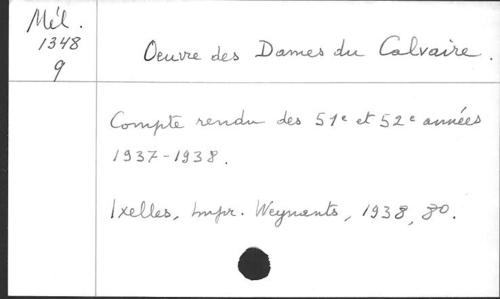 Mél.
1348
9
Oeuvre des Dames du Calvaire.
Compte rendu des 51e et 52e années
1937-1938.
Ixelles, Impr. Weynants, 1938, 8o.